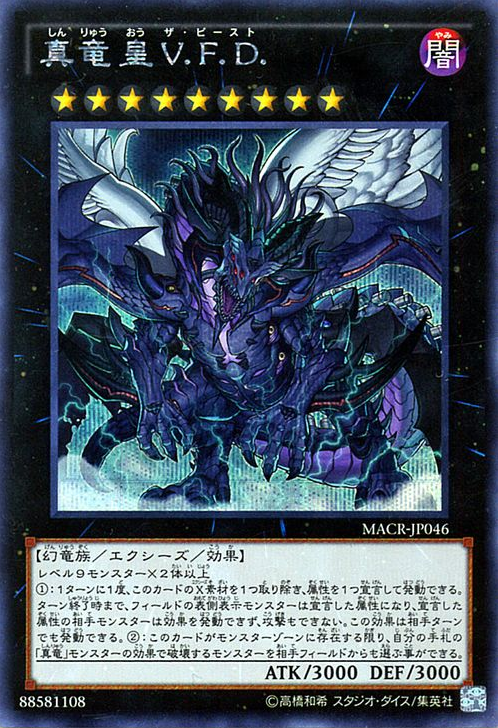 しん りゅう おう ザ・ビースト
真竜皇V.F.D.
やみ
闇
MACR-JP046
【幻竜族／エクシーズ／効果】
レベル９モンスター×２体以上
①：１ターンに１度、このカードのＸ素材を１つ取り除き、属性を１つ宣言して発動できる。
ターン終了時まで、フィールドの表側表示モンスターは宣言した属性になり、宣言した
属性の相手モンスターは効果を発動できず、攻撃もできない。この効果は相手ターン
でも発動できる。②：このカードがモンスターゾーンに存在する限り、自分の手札の
「真竜」モンスターの効果で破壊するモンスターを相手フィールドからも選ぶ事ができる。
ATK/3000 DEF/3000
88581108
©高橋和希 スタジオ・ダイス/集英社